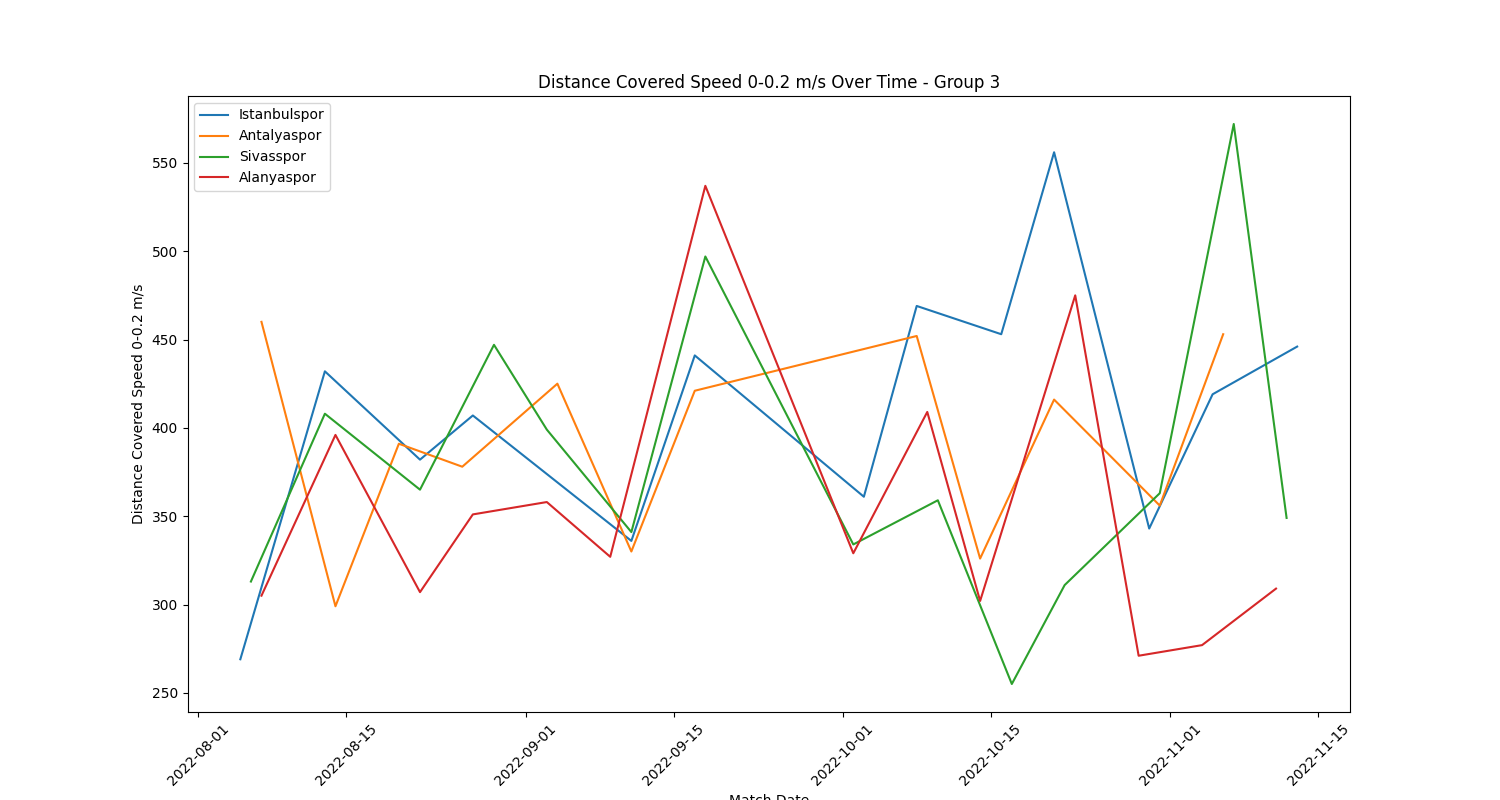 Distance Covered Speed 0-0.2 m/s Over Time - Group 3
Istanbulspor
Antalyaspor
Sivasspor
Alanyaspor
Distance Covered Speed 0-0.2 m/s
550
500
450
400
350
300
250
2022-08-01
2022-08-15
2022-09-01
2022-09-15
2022-10-01
2022-10-15
2022-11-01
2022-11-15
Match Date